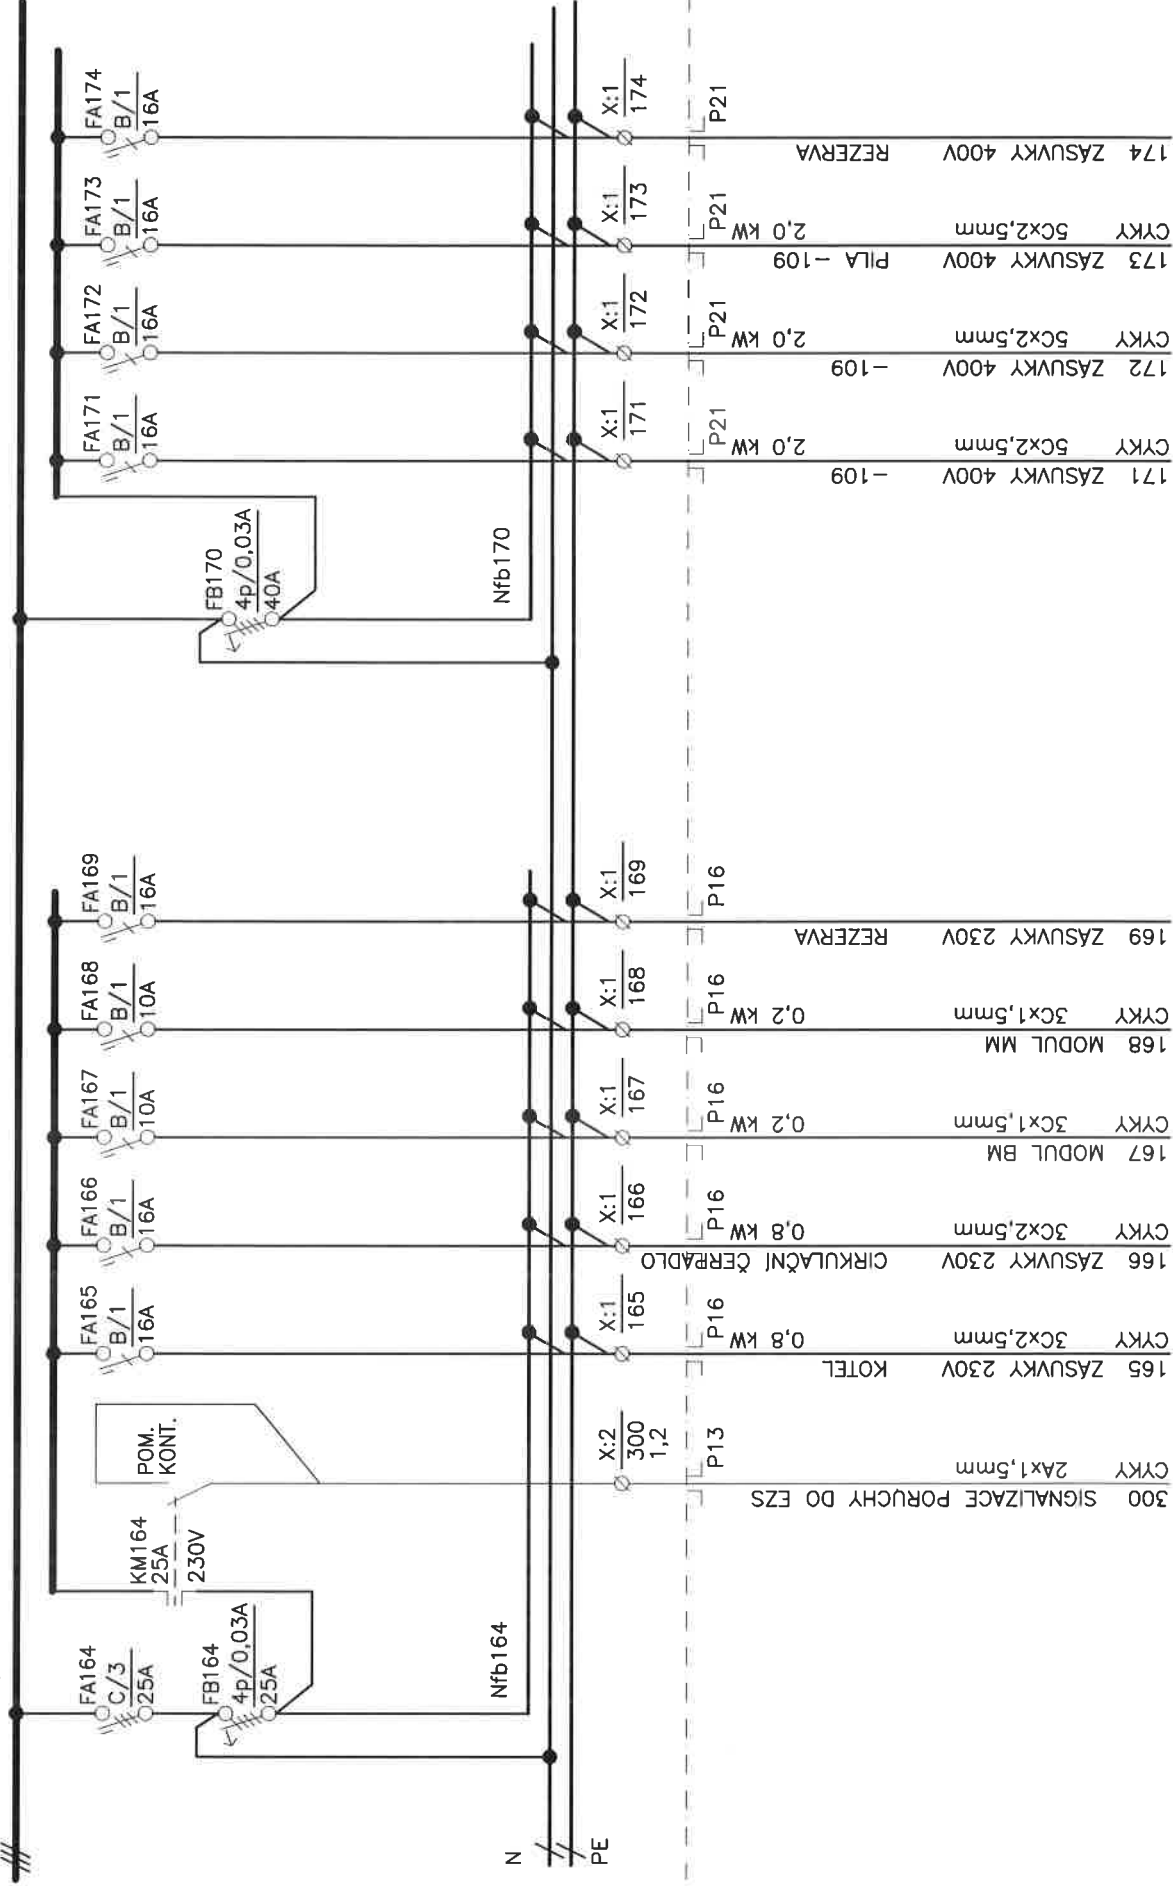 FA174
B/1
16A
FA173
B/1
16A
FA172
B/1
16A
FA171
B/1
16A
FB170
4p/0,03A
40A
Nfb170
X:1
174
X:1
173
X:1
172
X:1
171
P21
P21
P21
P21
174 ZÁSUVKY 400V REZERVA
173 ZÁSUVKY 400V PILA -109
CYKY 5Cx2,5mm 2,0 kW
172 ZÁSUVKY 400V -109
CYKY 5Cx2,5mm 2,0 kW
171 ZÁSUVKY 400V -109
CYKY 5Cx2,5mm 2,0 kW
FA169
B/1
16A
FA168
B/1
10A
FA167
B/1
10A
FA166
B/1
16A
FA165
B/1
16A
POM.
KONT.
KM164
25A
230V
FA164
C/3
25A
FB164
4p/0,03A
25A
Nfb164
N
PE
X:1
169
X:1
168
X:1
167
X:1
166
X:1
165
X:2
300
1,2
P16
P16
P16
P16
P16
P13
169 ZÁSUVKY 230V REZERVA
168 MODUL MM
CYKY 3Cx1,5mm 0,2 kW
167 MODUL BM
CYKY 3Cx1,5mm 0,2 kW
166 ZÁSUVKY 230V CIRKULAČNÍ ČERPADLO
CYKY 3Cx2,5mm 0,8 kW
165 ZÁSUVKY 230V KOTEL
CYKY 3Cx2,5mm 0,8 kW
300 SIGNALIZACE PORUCHY DO EZS
CYKY 2Ax1,5mm